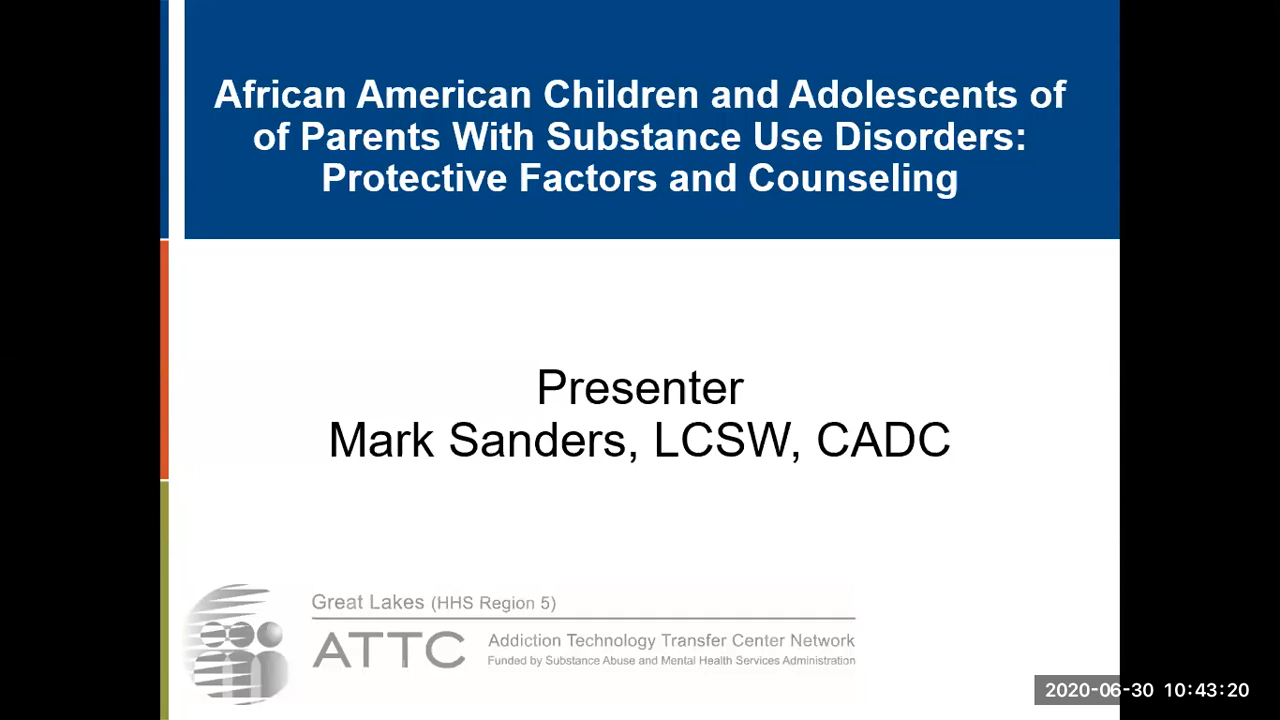 African American Children and Adolescents of
of Parents With Substance Use Disorders:
Protective Factors and Counseling
Presenter
Mark Sanders, LCSW, CADC
Great Lakes (HHS Region 5)
ATTC
Addiction Technology Transfer Center Network
Funded by Substance Abuse and Mental Health Services Administration
2020-06-30 10:43:20